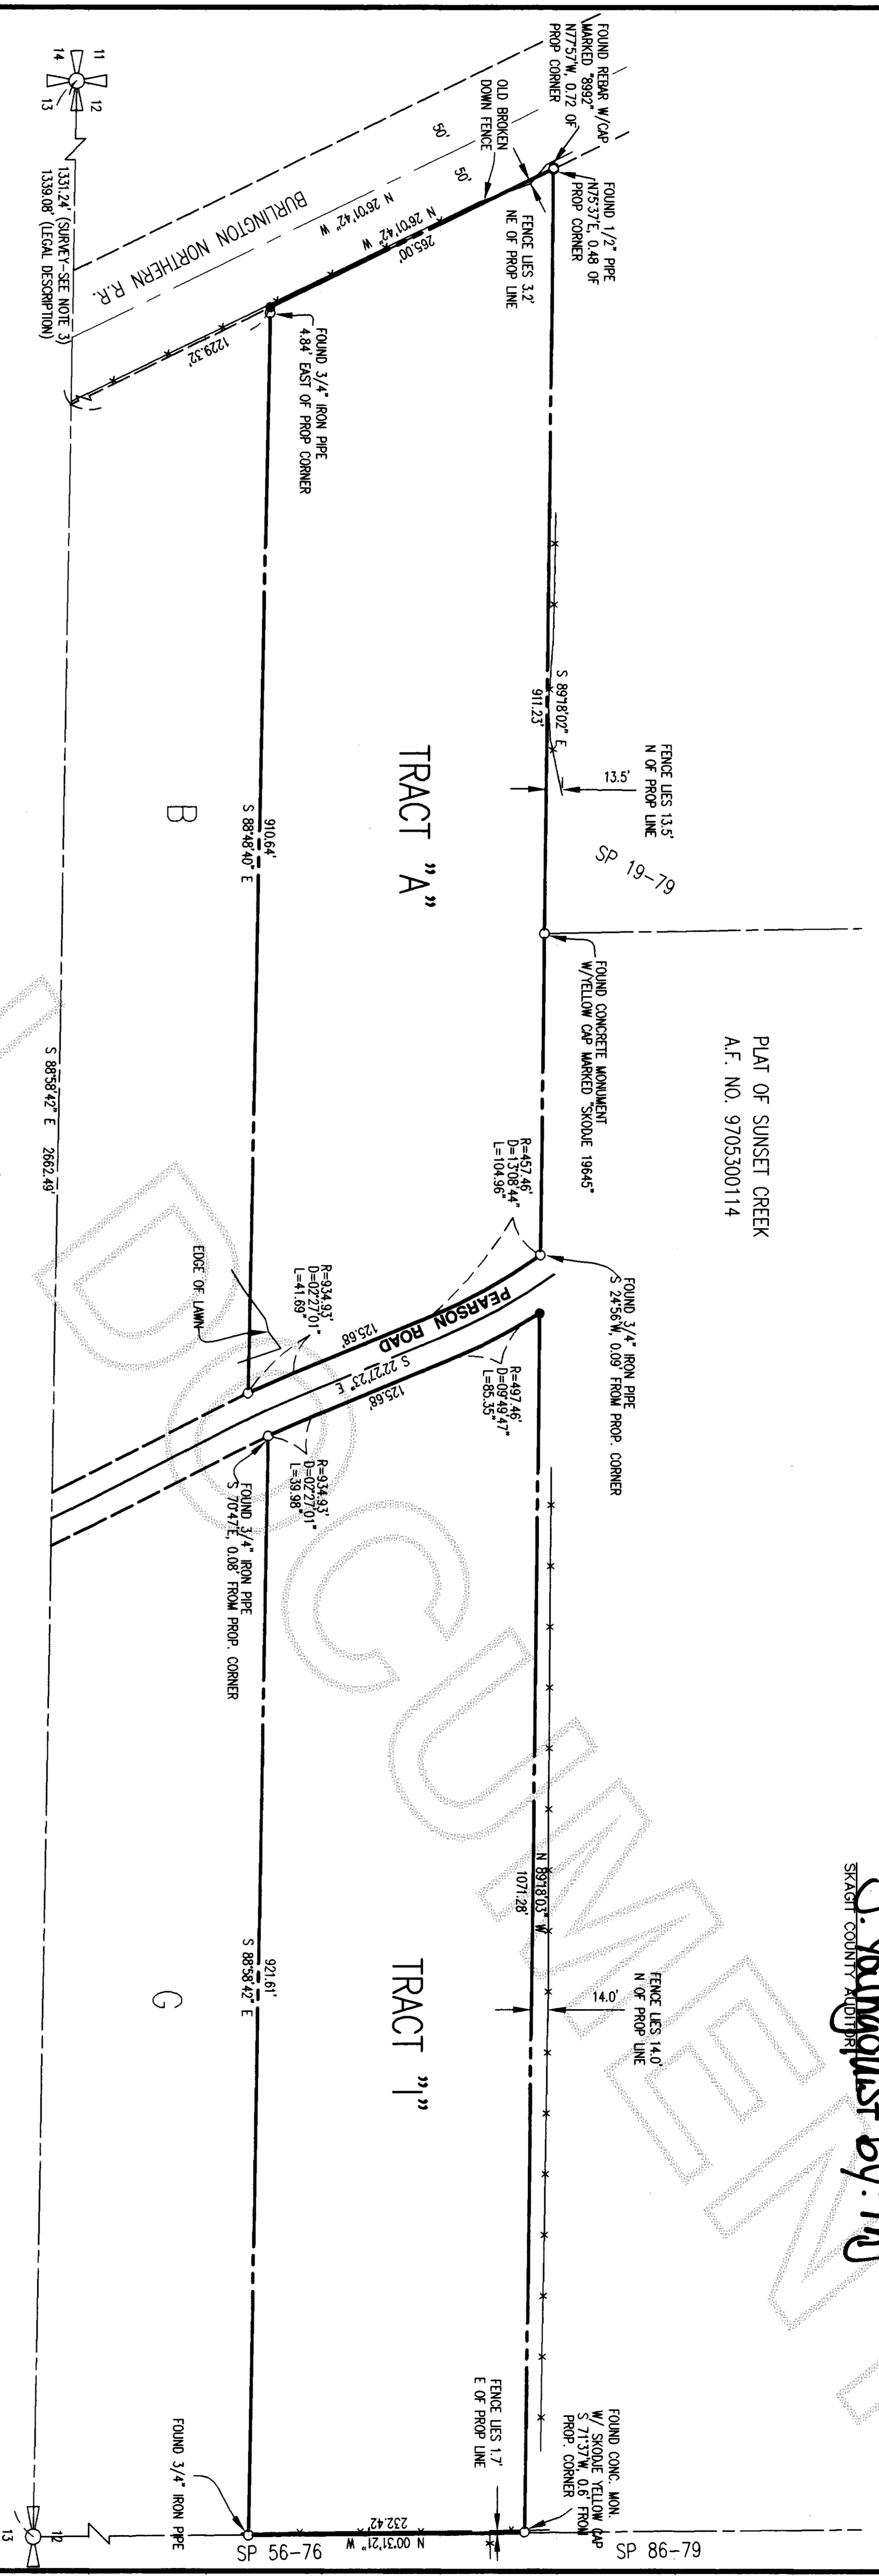 11
12
14
13
1331.24' (SURVEY-SEE NOTE 3)
1339.08' (LEGAL DESCRIPTION)
FOUND REBAR W/CAP
MARKED "8992"
N77°57'W, 0.72 OF
PROP CORNER
OLD BROKEN
DOWN FENCE
FOUND 1/2" PIPE
N75°37'E, 0.48 OF
PROP CORNER
FENCE LIES 3.2'
NE OF PROP LINE
50'
50'
N 26°01'42" W
N 26°01'42" W
265.00'
BURLINGTON NORTHERN R.R.
1229.32'
FOUND 3/4" IRON PIPE
4.84' EAST OF PROP CORNER
S 89°18'02" E
911.23'
FENCE LIES 13.5'
N OF PROP LINE
13.5'
SP 19-79
TRACT "A"
B
910.64'
S 88°48'40" E
FOUND CONCRETE MONUMENT
W/YELLOW CAP MARKED "SKODJE 19645"
PLAT OF SUNSET CREEK
A.F. NO. 9705300114
S 88°58'42" E 2662.49'
R=457.46'
D=13°08'44"
L=104.96"
FOUND 3/4" IRON PIPE
S 24°56'W, 0.09' FROM PROP. CORNER
R=934.93'
D=02°27'01"
L=41.69"
EDGE OF LAWN
PEARSON ROAD
125.68'
S 22°27'23" E
125.68'
R=497.46'
D=09°49'47"
L=85.35"
R=934.93'
D=02°27'01"
L=39.98"
FOUND 3/4" IRON PIPE
S 70°47'E, 0.08' FROM PROP. CORNER
N 89°18'03" W
1071.28'
FENCE LIES 14.0'
N OF PROP LINE
14.0'
TRACT "I"
G
921.61'
S 88°58'42" E
J. Youngquist by:
SKAGIT COUNTY AUDITOR
FENCE LIES 1.7'
E OF PROP LINE
FOUND CONC. MON.
W/ SKODJE YELLOW CAP
S 71°37'W, 0.6' FROM
PROP. CORNER
FOUND 3/4" IRON PIPE
232.42'
N 00°31'21" W
SP 56-76
SP 86-79
12
13
DOCUMENT